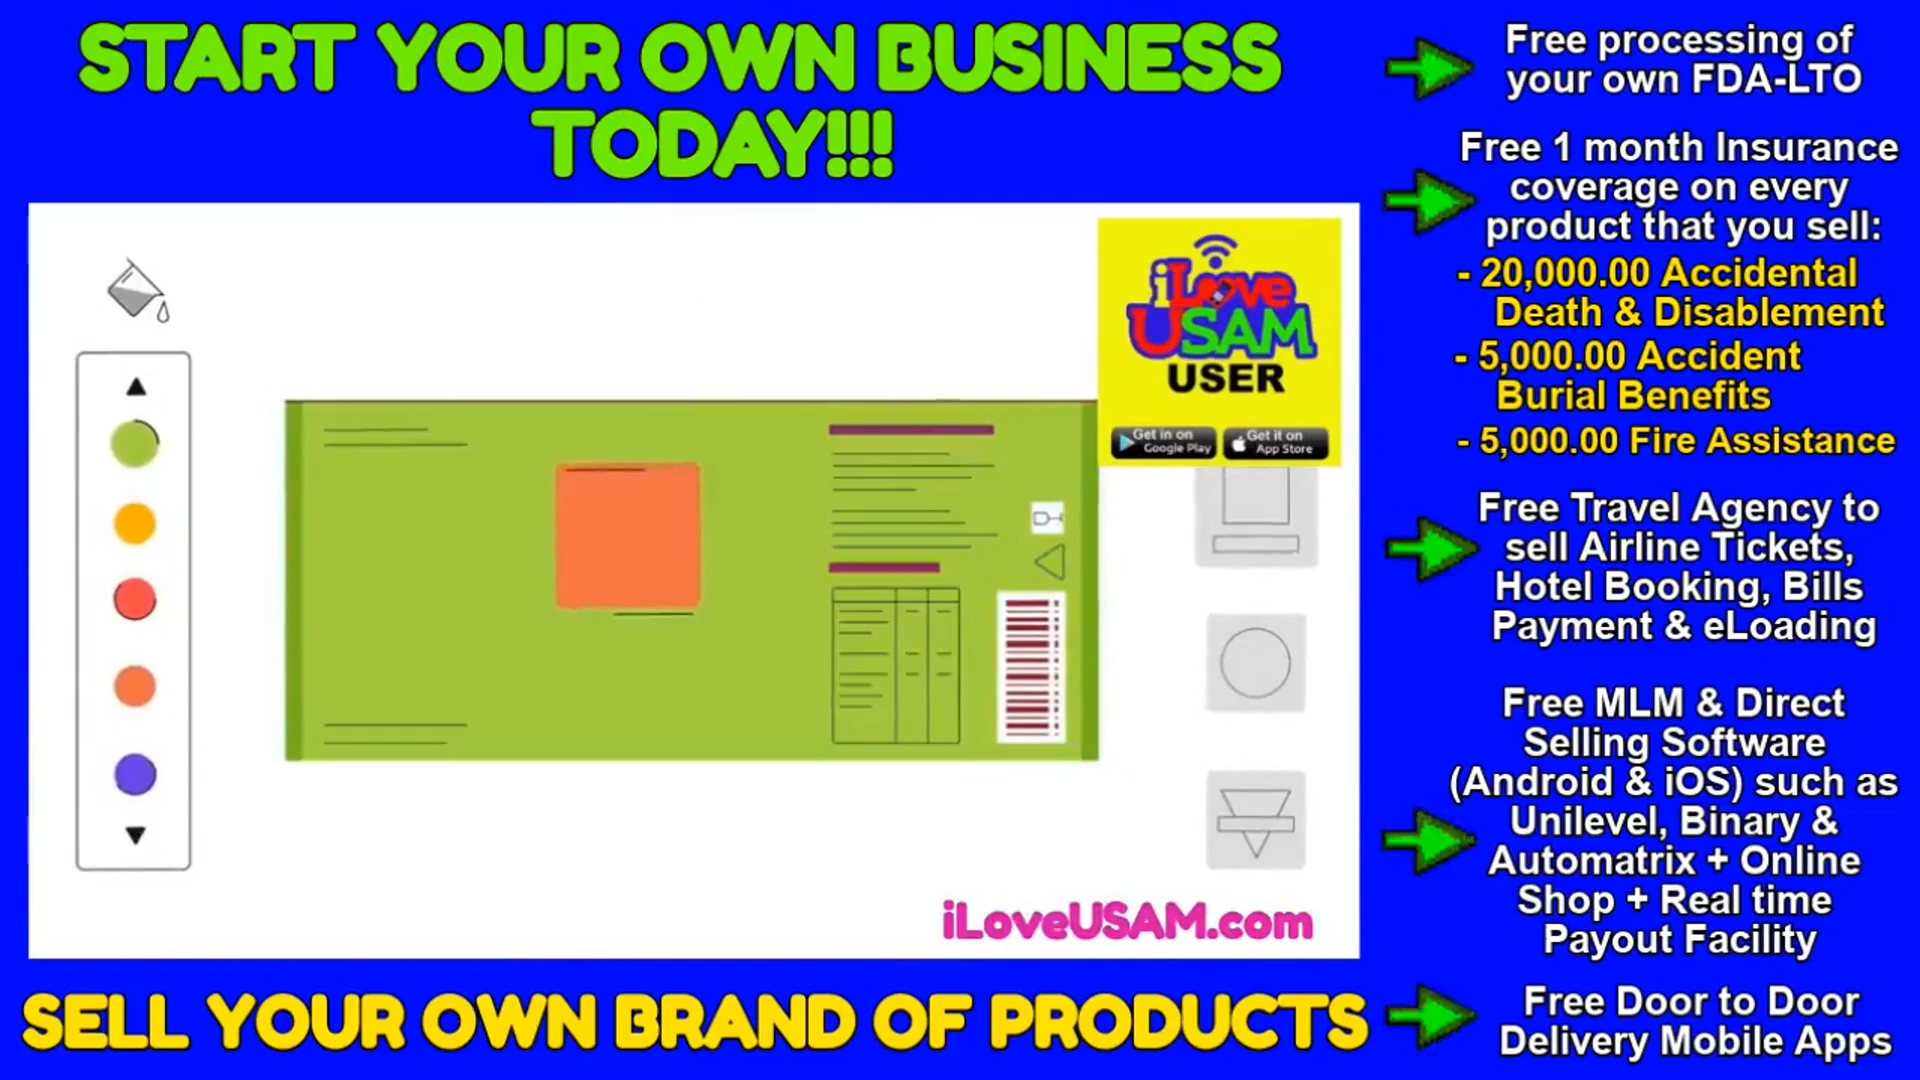 START YOUR OWN BUSINESS
TODAY!!!
iLove
USAM
USER
Get in on
Google Play
Get it on
App Store
iLoveUSAM.com
SELL YOUR OWN BRAND OF PRODUCTS
Free processing of
your own FDA-LTO
Free 1 month Insurance
coverage on every
product that you sell:
- 20,000.00 Accidental
Death & Disablement
- 5,000.00 Accident
Burial Benefits
- 5,000.00 Fire Assistance
Free Travel Agency to
sell Airline Tickets,
Hotel Booking, Bills
Payment & eLoading
Free MLM & Direct
Selling Software
(Android & iOS) such as
Unilevel, Binary &
Automatrix + Online
Shop + Real time
Payout Facility
Free Door to Door
Delivery Mobile Apps